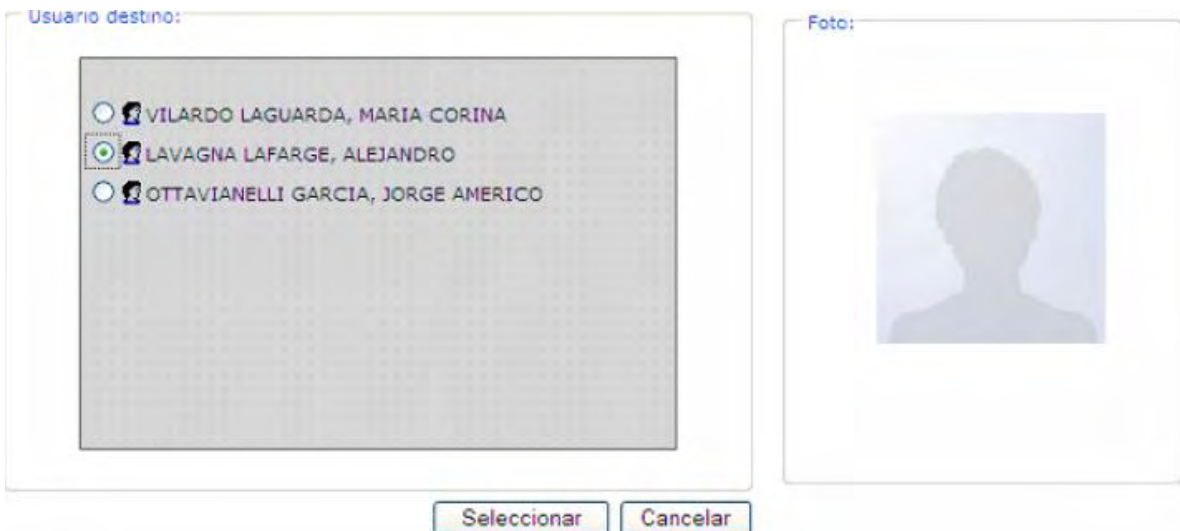 Usuario destino:
Foto:
VILARDO LAGUARDA, MARIA CORINA
LAVAGNA LAFARGE, ALEJANDRO
OTTAVIANELLI GARCIA, JORGE AMERICO
Seleccionar
Cancelar